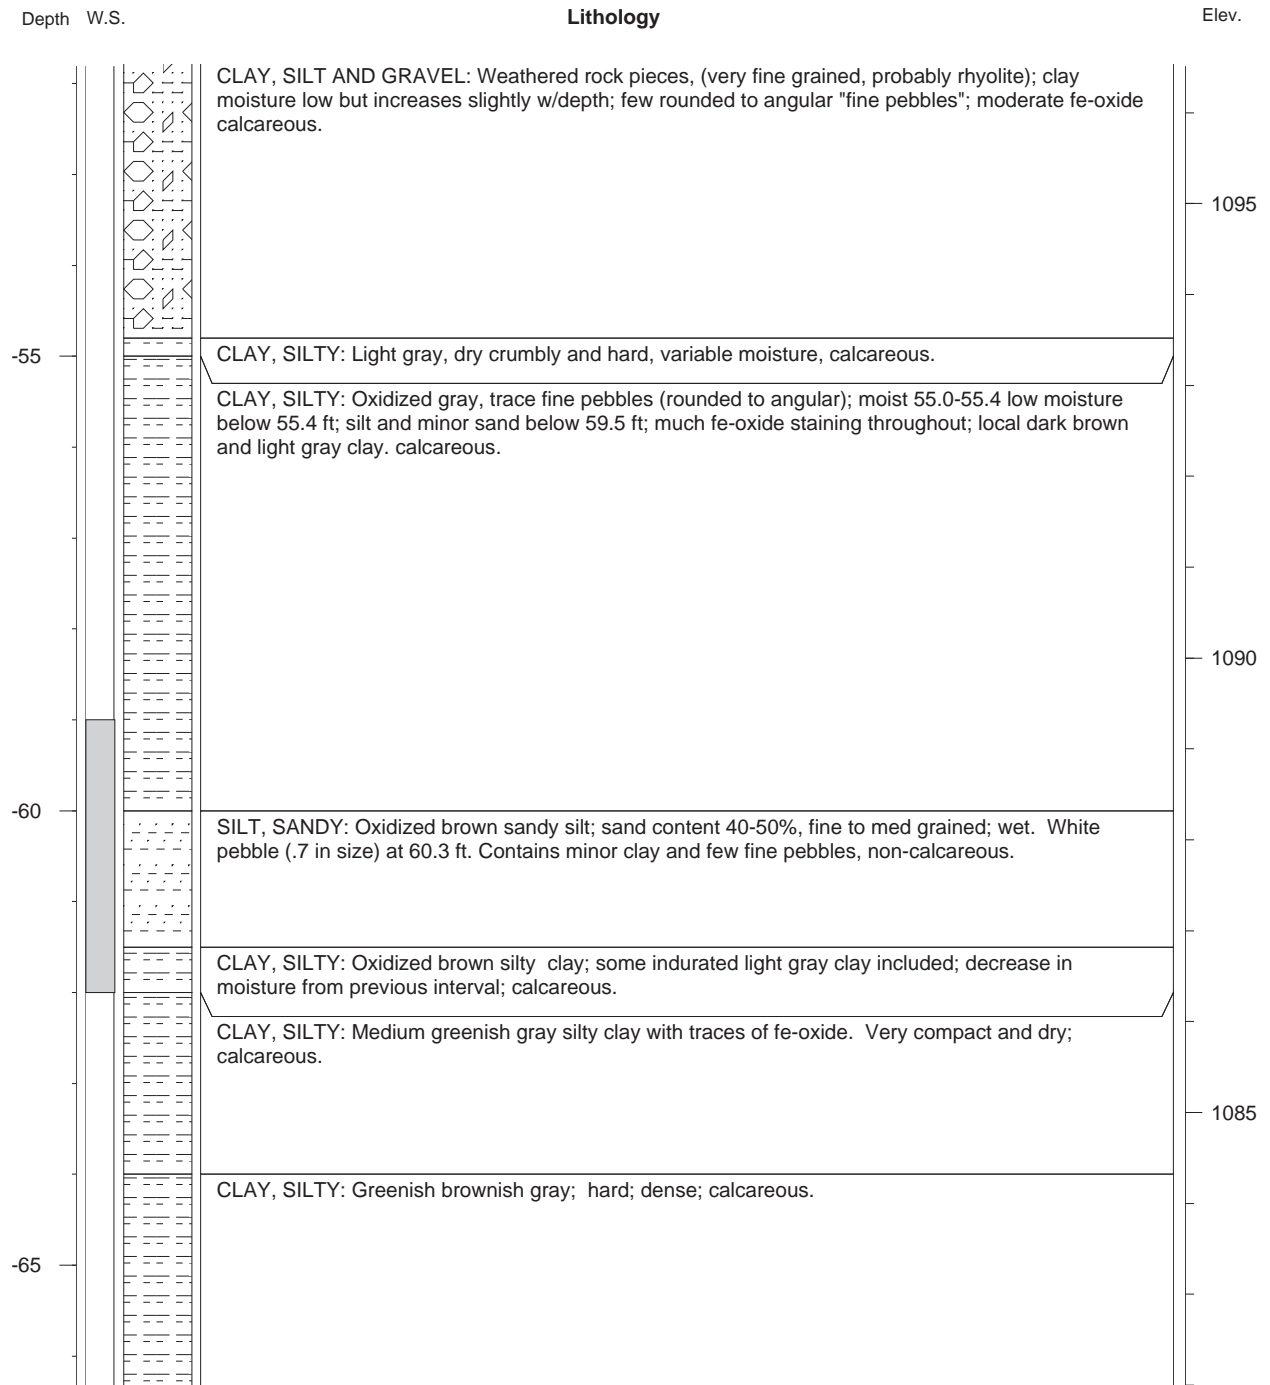 Depth W.S. Lithology Elev.
CLAY, SILT AND GRAVEL: Weathered rock pieces, (very fine grained, probably rhyolite); clay
moisture low but increases slightly w/depth; few rounded to angular "fine pebbles"; moderate fe-oxide
calcareous.
1095
-55
CLAY, SILTY: Light gray, dry crumbly and hard, variable moisture, calcareous.
CLAY, SILTY: Oxidized gray, trace fine pebbles (rounded to angular); moist 55.0-55.4 low moisture
below 55.4 ft; silt and minor sand below 59.5 ft; much fe-oxide staining throughout; local dark brown
and light gray clay. calcareous.
1090
-60
SILT, SANDY: Oxidized brown sandy silt; sand content 40-50%, fine to med grained; wet. White
pebble (.7 in size) at 60.3 ft. Contains minor clay and few fine pebbles, non-calcareous.
CLAY, SILTY: Oxidized brown silty clay; some indurated light gray clay included; decrease in
moisture from previous interval; calcareous.
CLAY, SILTY: Medium greenish gray silty clay with traces of fe-oxide. Very compact and dry;
calcareous.
1085
CLAY, SILTY: Greenish brownish gray; hard; dense; calcareous.
-65